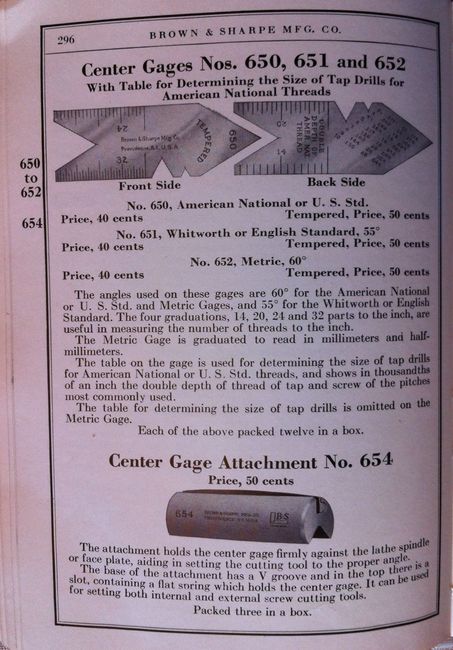 296
BROWN & SHARPE MFG. CO.
Center Gages Nos. 650, 651 and 652
With Table for Determining the Size of Tap Drills for
American National Threads
24
Brown & Sharpe Mfg Co.
Providence, R.I. U.S.A.
32
TEMPERED
650
20
14
DOUBLE
DEPTH OF
THREAD
650
to
652
Front Side
Back Side
No. 650, American National or U. S. Std.
Price, 40 cents
Tempered, Price, 50 cents
654
No. 651, Whitworth or English Standard, 55°
Price, 40 cents
Tempered, Price, 50 cents
No. 652, Metric, 60°
Price, 40 cents
Tempered, Price, 50 cents
The angles used on these gages are 60° for the American National
or U. S. Std. and Metric Gages, and 55° for the Whitworth or English
Standard. The four graduations, 14, 20, 24 and 32 parts to the inch, are
useful in measuring the number of threads to the inch.
The Metric Gage is graduated to read in millimeters and half-
millimeters.
The table on the gage is used for determining the size of tap drills
for American National or U. S. Std. threads, and shows in thousandths
of an inch the double depth of thread of tap and screw of the pitches
most commonly used.
The table for determining the size of tap drills is omitted on the
Metric Gage.
Each of the above packed twelve in a box.
Center Gage Attachment No. 654
Price, 50 cents
654
BROWN & SHARPE MFG. CO.
PROVIDENCE, R.I. U.S.A.
B&S
The attachment holds the center gage firmly against the lathe spindle
or face plate, aiding in setting the cutting tool to the proper angle.
The base of the attachment has a V groove and in the top there is a
slot, containing a flat spring which holds the center gage. It can be used
for setting both internal and external screw cutting tools.
Packed three in a box.